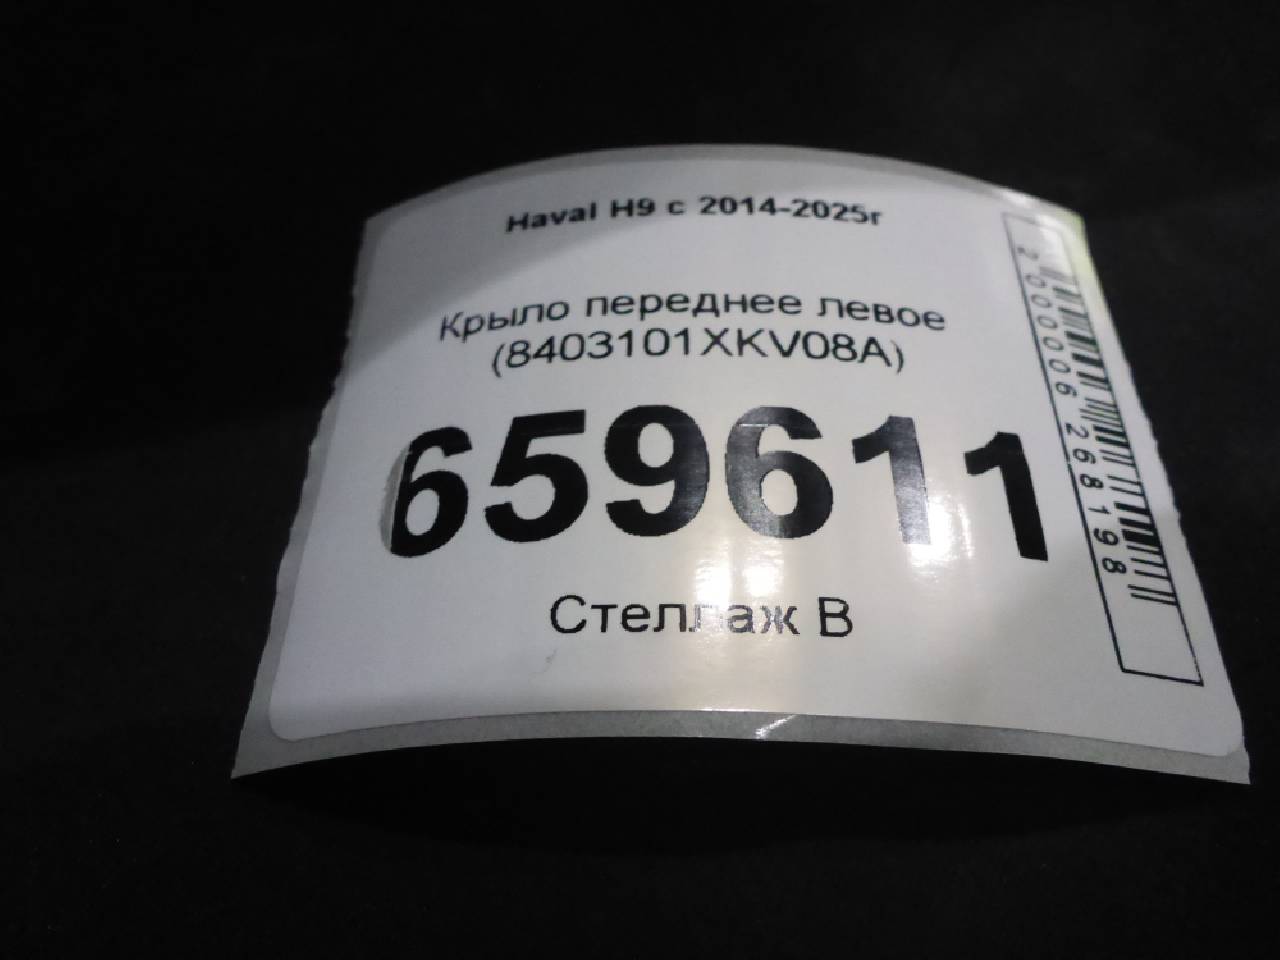 Haval H9 с 2014-2025г
Крыло переднее левое
(8403101XKV08A)
659611
Стеллаж В
2000006268198